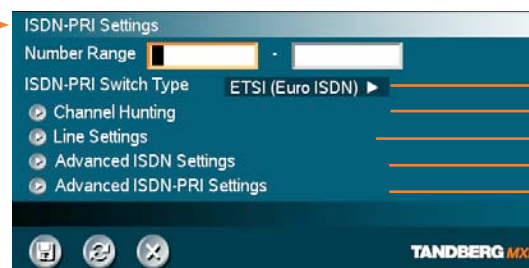 ISDN-PRI Settings
Number Range -
ISDN-PRI Switch Type ETSI (Euro ISDN)
Channel Hunting
Line Settings
Advanced ISDN Settings
Advanced ISDN-PRI Settings
TANDBERG MX